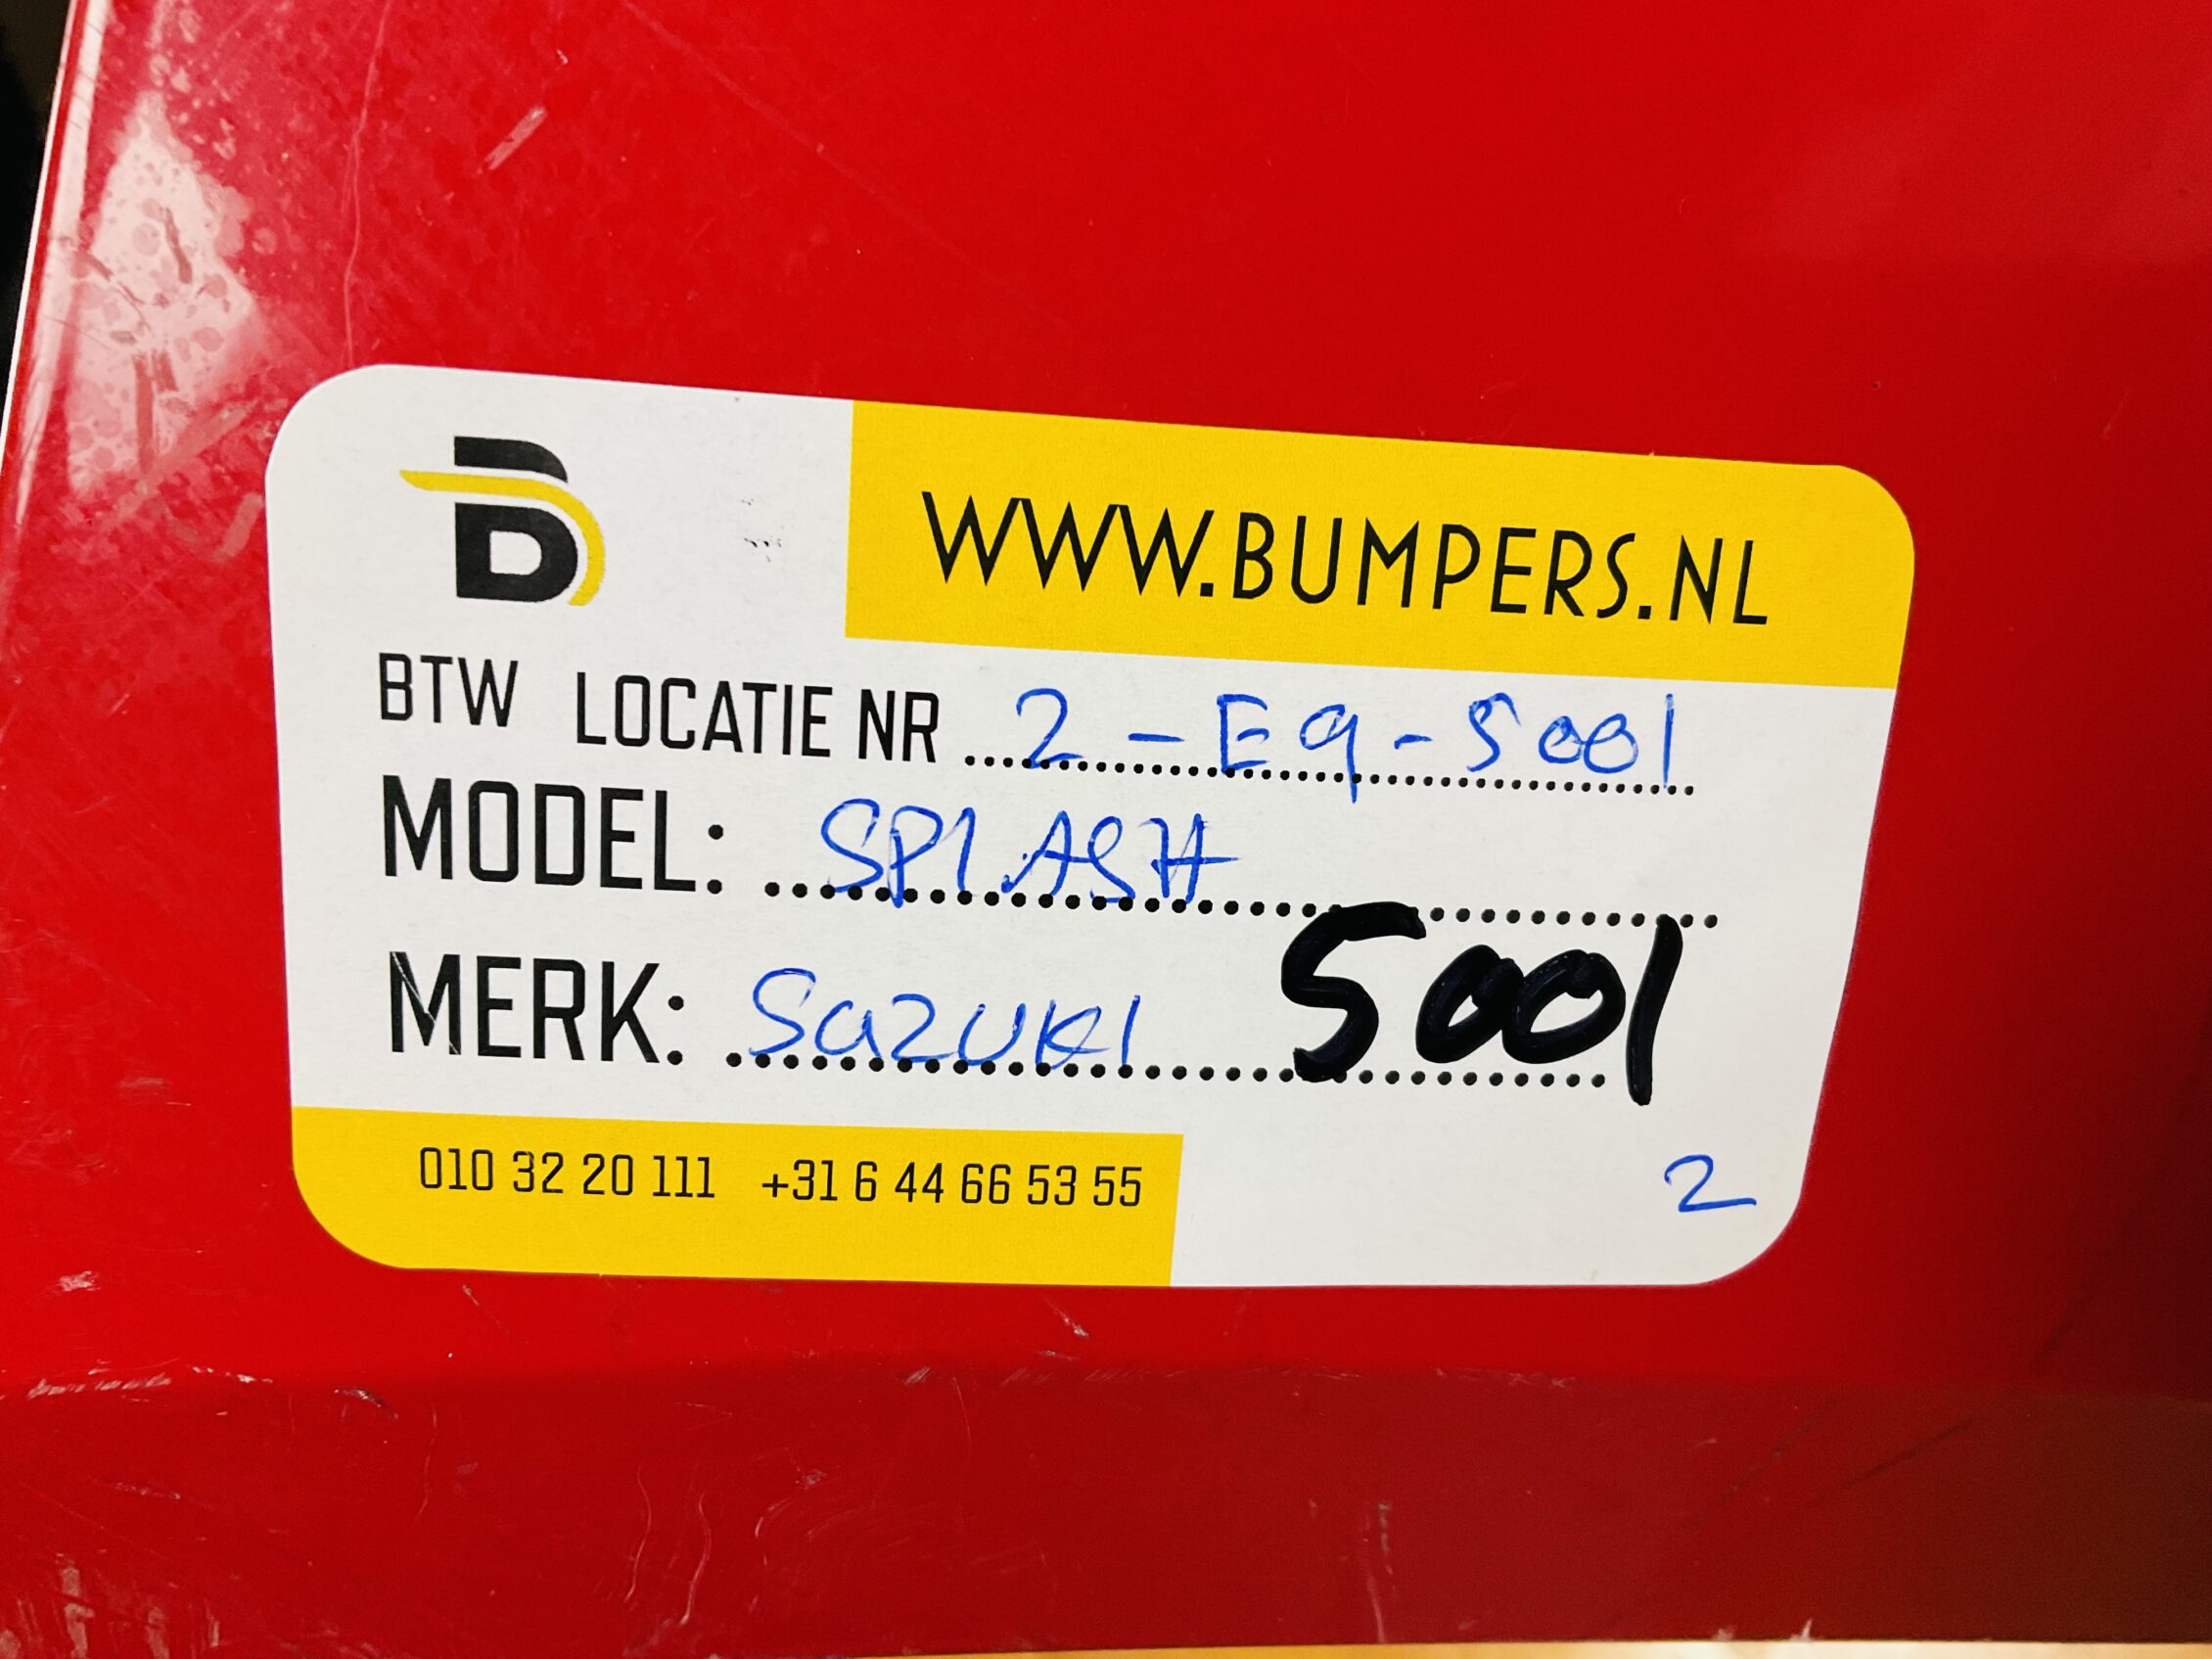 B
WWW.BUMPERS.NL
BTW LOCATIE NR 2-E9-5001
MODEL: SPLASH
MERK: SUZUKI 5001
010 32 20 111 +31 6 44 66 53 55
2